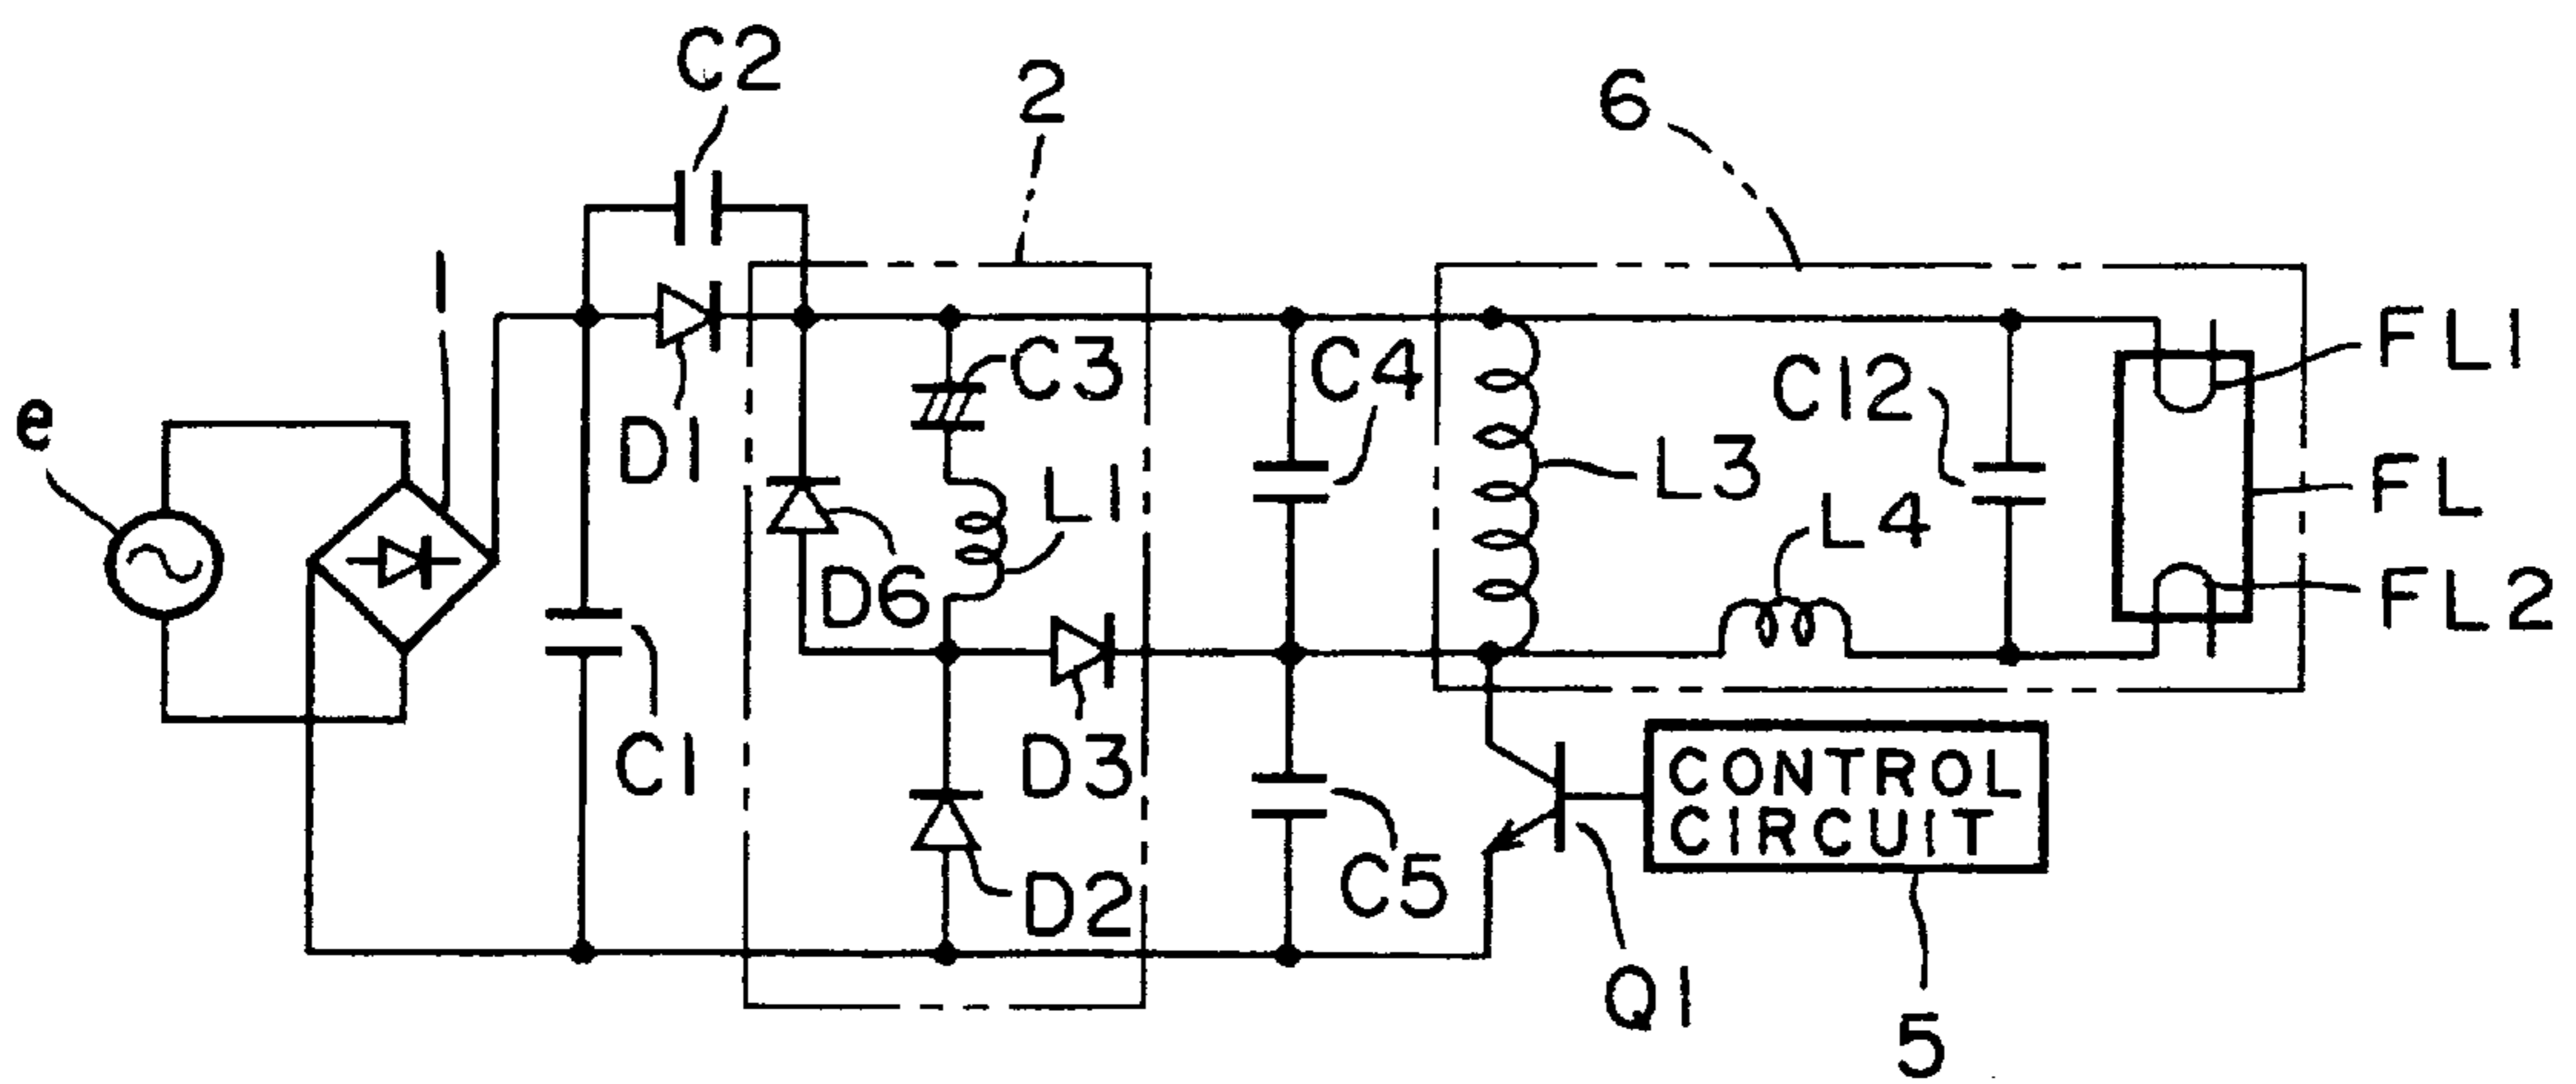 C2
2
6
1
e
D1
C3
C4
C12
FL1
L1
L3
FL
L4
D6
FL2
C1
D3
CONTROL
CIRCUIT
D2
C5
Q1
5